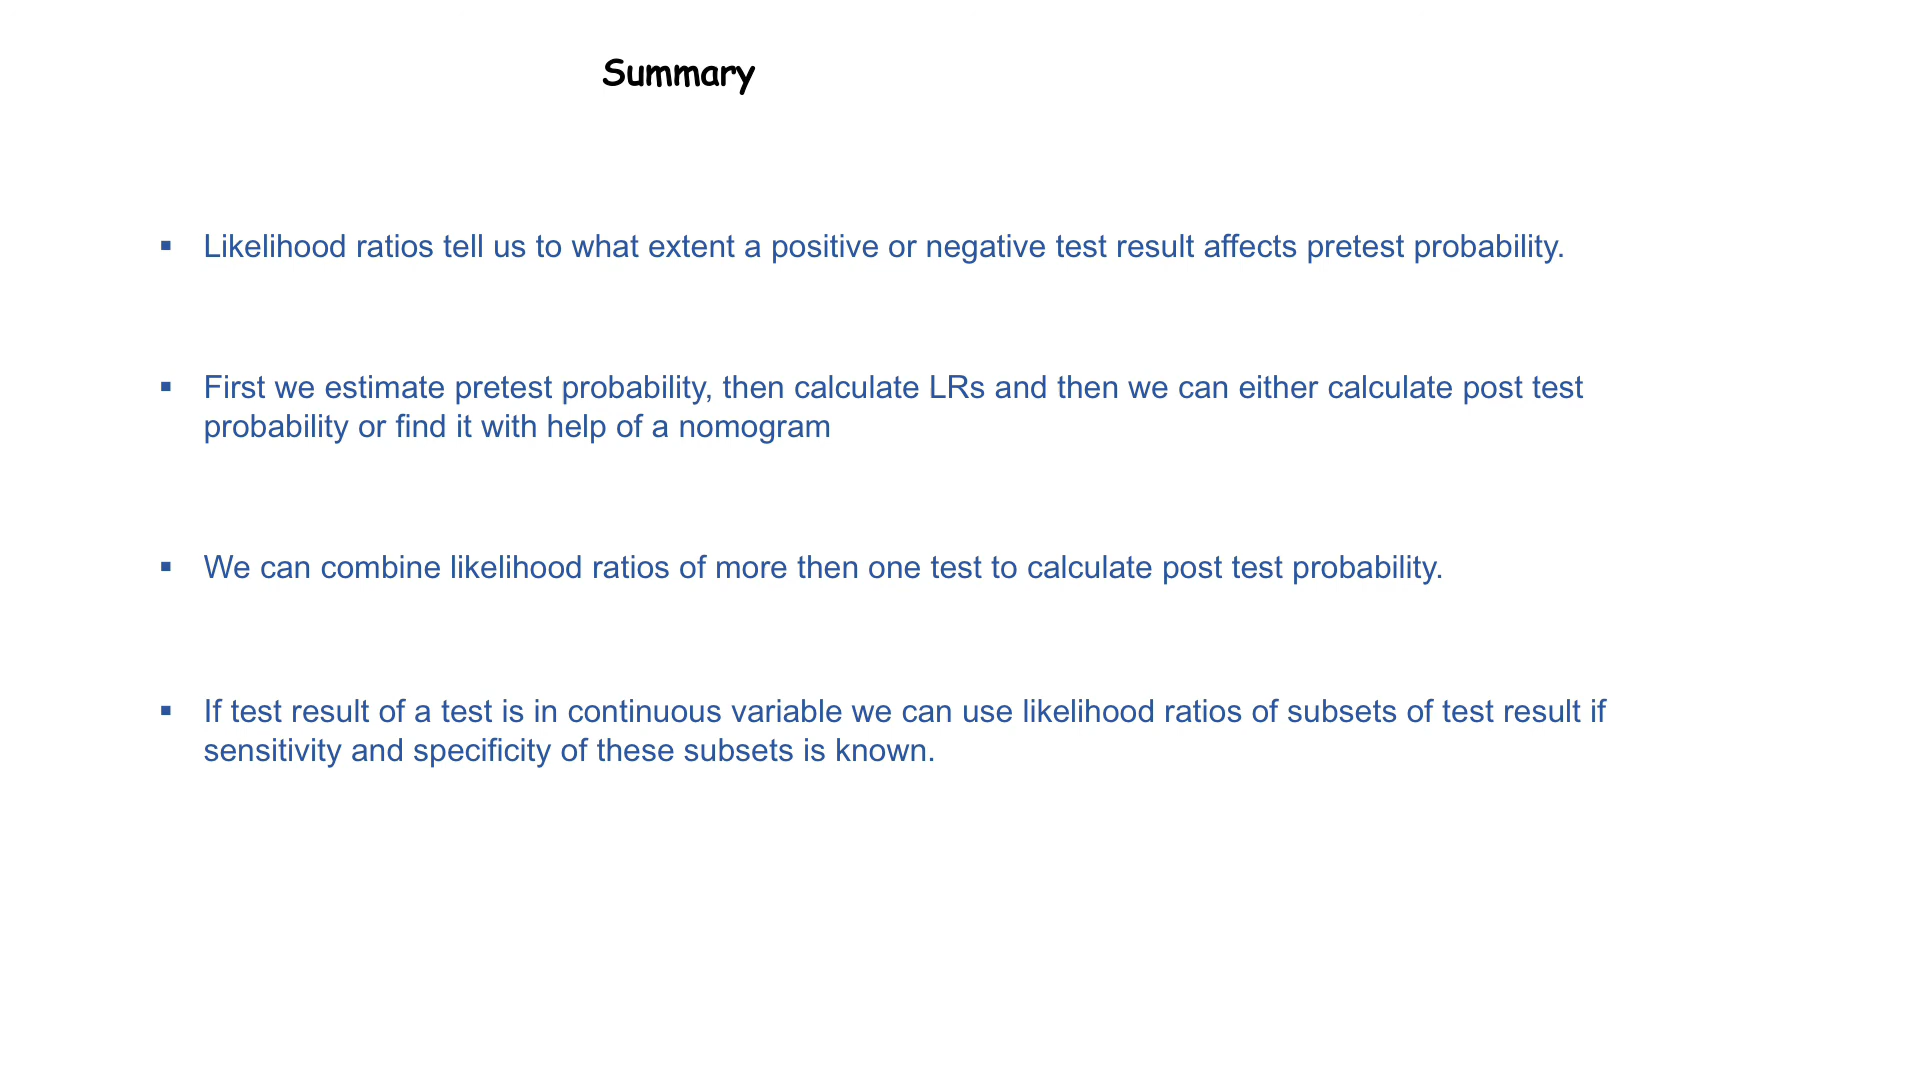 Summary
▪ Likelihood ratios tell us to what extent a positive or negative test result affects pretest probability.
▪ First we estimate pretest probability, then calculate LRs and then we can either calculate post test
probability or find it with help of a nomogram
▪ We can combine likelihood ratios of more then one test to calculate post test probability.
▪ If test result of a test is in continuous variable we can use likelihood ratios of subsets of test result if
sensitivity and specificity of these subsets is known.